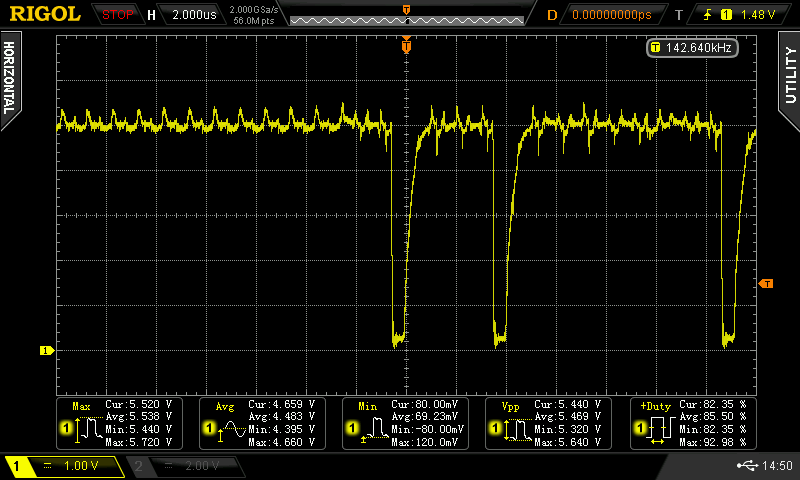 RIGOL STOP H 2.000us 2.000GSa/s 56.0Mpts D 0.00000000ps T 1 1.48 V
T
T
HORIZONTAL
UTILITY
T 142.640kHz
T
1
Max Cur:5.520 V
Avg:5.538 V
1 Min:5.440 V
Max:5.720 V
Avg Cur:4.659 V
Avg:4.483 V
1 Min:4.395 V
Max:4.660 V
Min Cur:80.00mV
Avg:69.23mV
1 Min:-80.00mV
Max:120.0mV
Vpp Cur:5.440 V
Avg:5.469 V
1 Min:5.320 V
Max:5.640 V
+Duty Cur:82.35 %
Avg:85.50 %
1 Min:82.35 %
Max:92.98 %
1 1.00 V 2 2.00 V 14:50